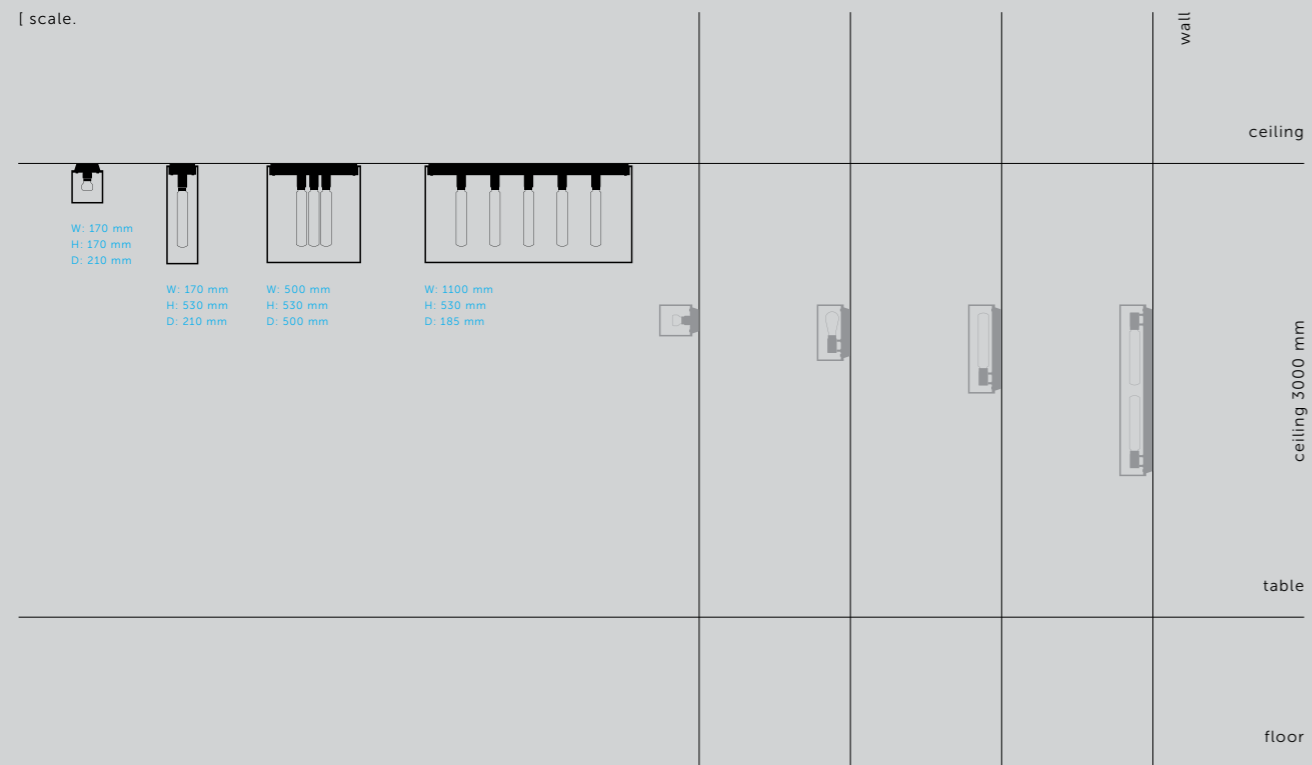 [ scale.
wall
ceiling
W: 170 mm
H: 170 mm
D: 210 mm
W: 170 mm
H: 530 mm
D: 210 mm
W: 500 mm
H: 530 mm
D: 500 mm
W: 1100 mm
H: 530 mm
D: 185 mm
ceiling 3000 mm
table
floor